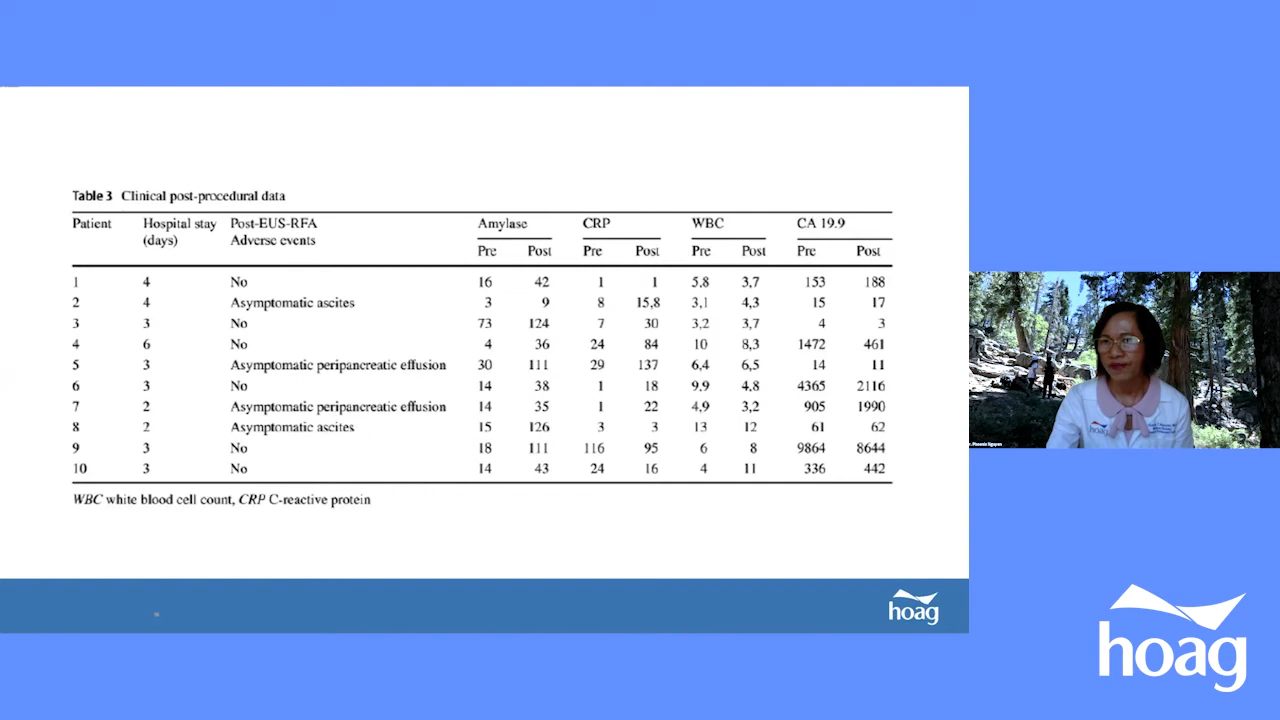 Table 3 Clinical post-procedural data
Patient Hospital stay Post-EUS-RFA Amylase CRP WBC CA 19.9
(days) Adverse events
Pre Post Pre Post Pre Post Pre Post
1 4 No 16 42 1 1 5,8 3,7 153 188
2 4 Asymptomatic ascites 3 9 8 15,8 3,1 4,3 15 17
3 3 No 73 124 7 30 3,2 3,7 4 3
4 6 No 4 36 24 84 10 8,3 1472 461
5 3 Asymptomatic peripancreatic effusion 30 111 29 137 6,4 6,5 14 11
6 3 No 14 38 1 18 9.9 4,8 4365 2116
7 2 Asymptomatic peripancreatic effusion 14 35 1 22 4,9 3,2 905 1990
8 2 Asymptomatic ascites 15 126 3 3 13 12 61 62
9 3 No 18 111 116 95 6 8 9864 8644
10 3 No 14 43 24 16 4 11 336 442
WBC white blood cell count, CRP C-reactive protein
hoag
hoag
Phoenix Nguyen
hoag